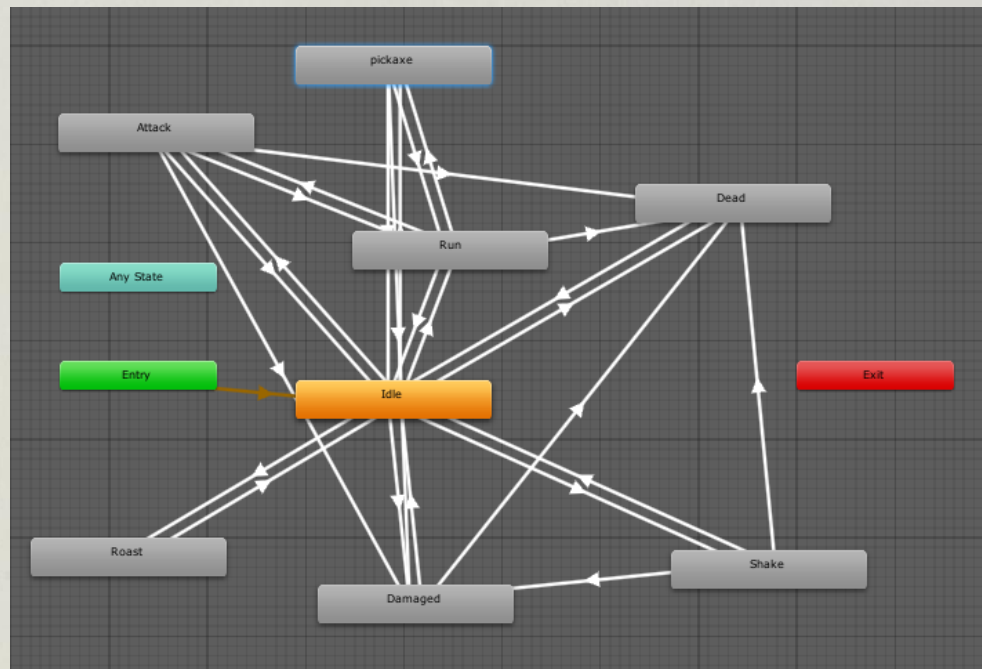 pickaxe
Attack
Dead
Run
Any State
Entry
Idle
Exit
Roast
Shake
Damaged